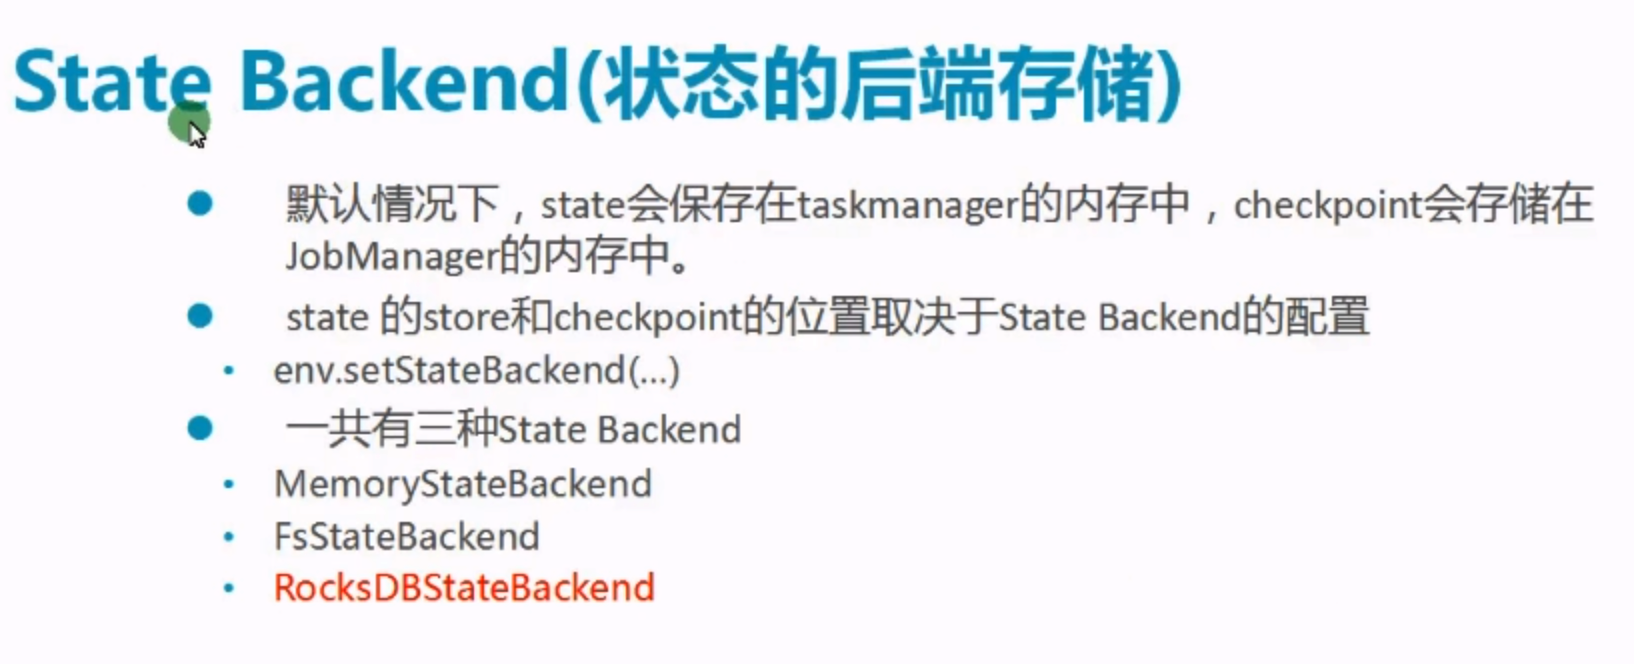 State Backend(状态的后端存储)
默认情况下，state会保存在taskmanager的内存中，checkpoint会存储在
JobManager的内存中。
state 的store和checkpoint的位置取决于State Backend的配置
env.setStateBackend(...)
一共有三种State Backend
MemoryStateBackend
FsStateBackend
RocksDBStateBackend